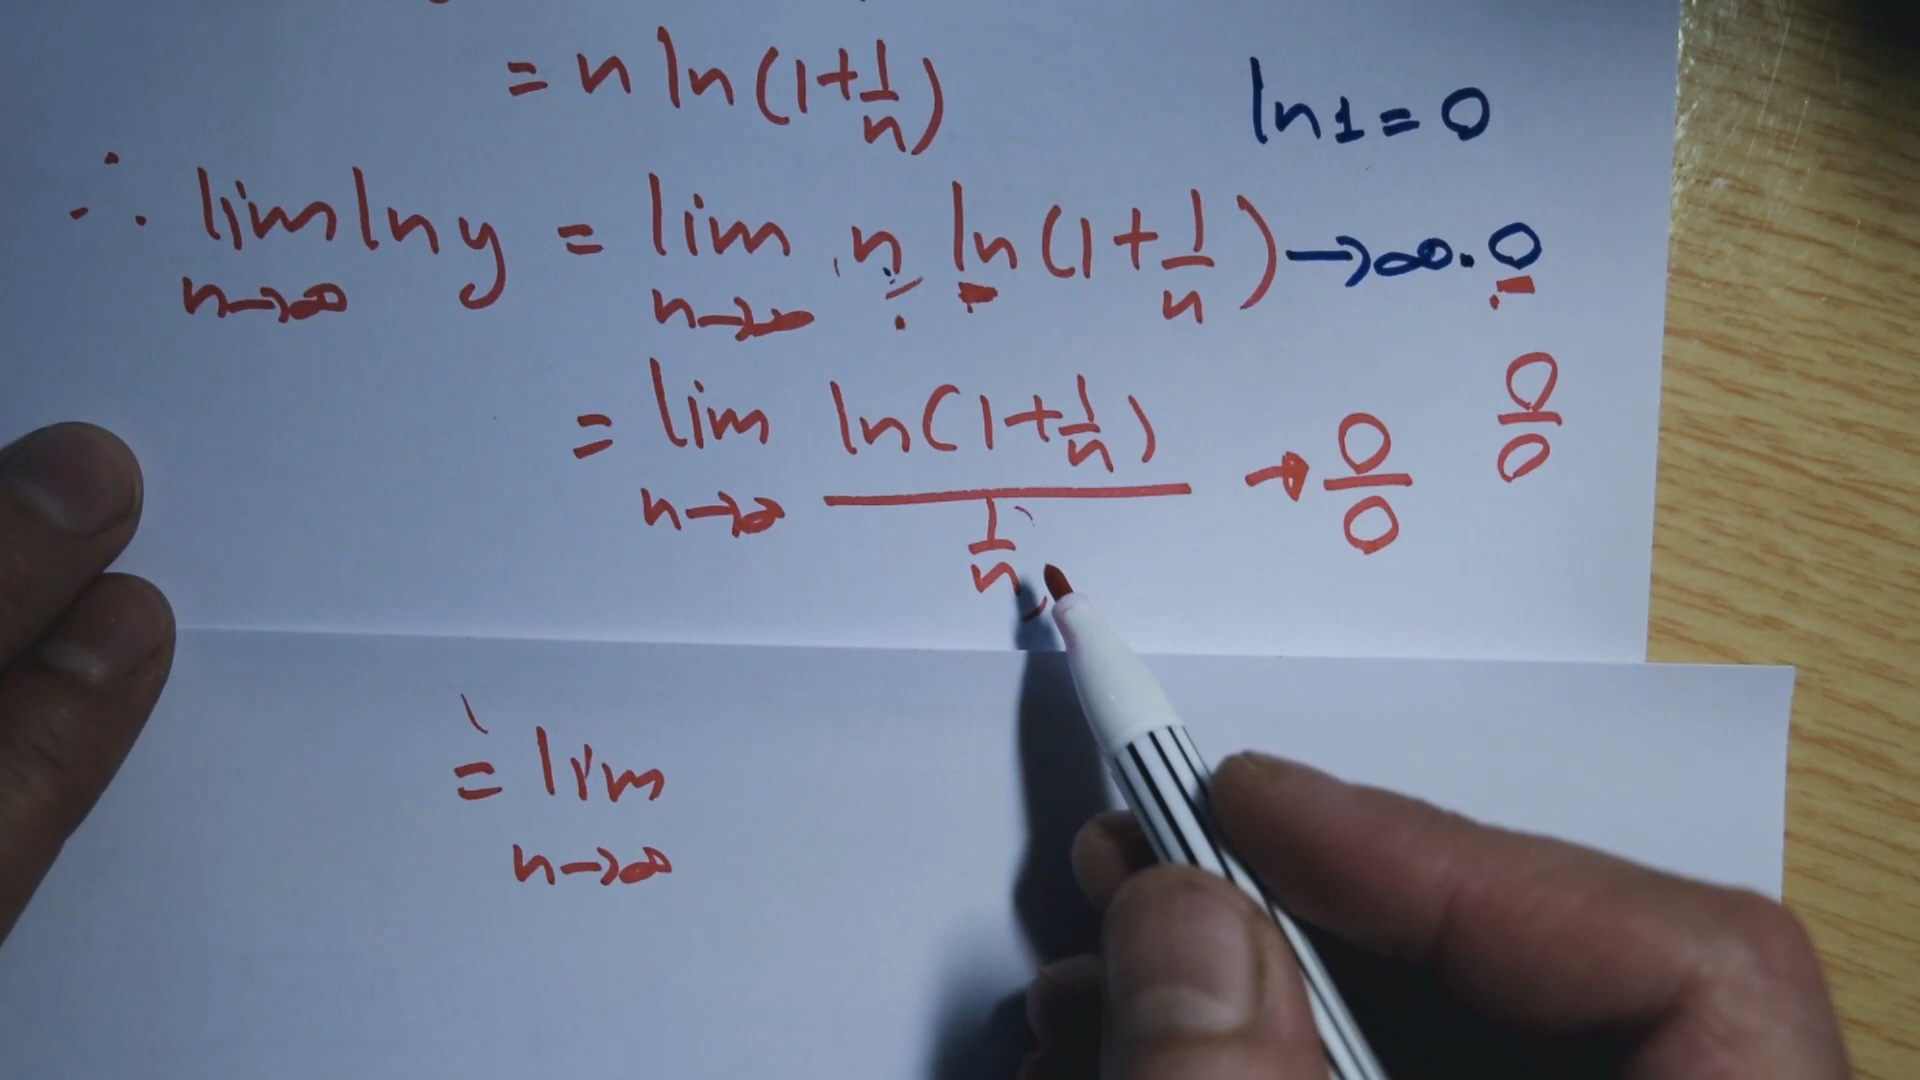 = n ln(1+1/n)
ln1=0
∴ lim n→∞ ln y = lim n→∞ n ln(1+1/n) → ∞.0
0/0
= lim n→∞ ln(1+1/n) / (1/n) → 0/0
= lim n→∞